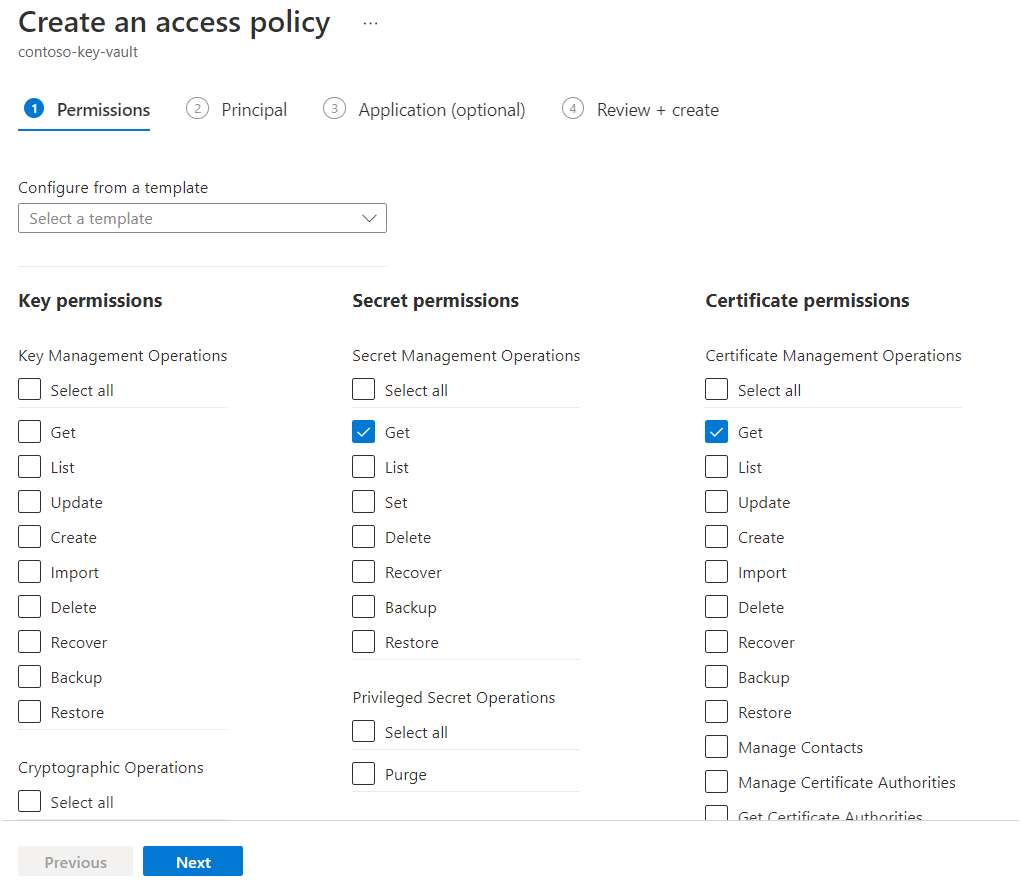 Create an access policy ...
contoso-key-vault
1 Permissions 2 Principal 3 Application (optional) 4 Review + create
Configure from a template
Select a template
Key permissions
Key Management Operations
Select all
Get
List
Update
Create
Import
Delete
Recover
Backup
Restore
Cryptographic Operations
Select all
Secret permissions
Secret Management Operations
Select all
Get
List
Set
Delete
Recover
Backup
Restore
Privileged Secret Operations
Select all
Purge
Certificate permissions
Certificate Management Operations
Select all
Get
List
Update
Create
Import
Delete
Recover
Backup
Restore
Manage Contacts
Manage Certificate Authorities
Get Certificate Authorities
Previous
Next